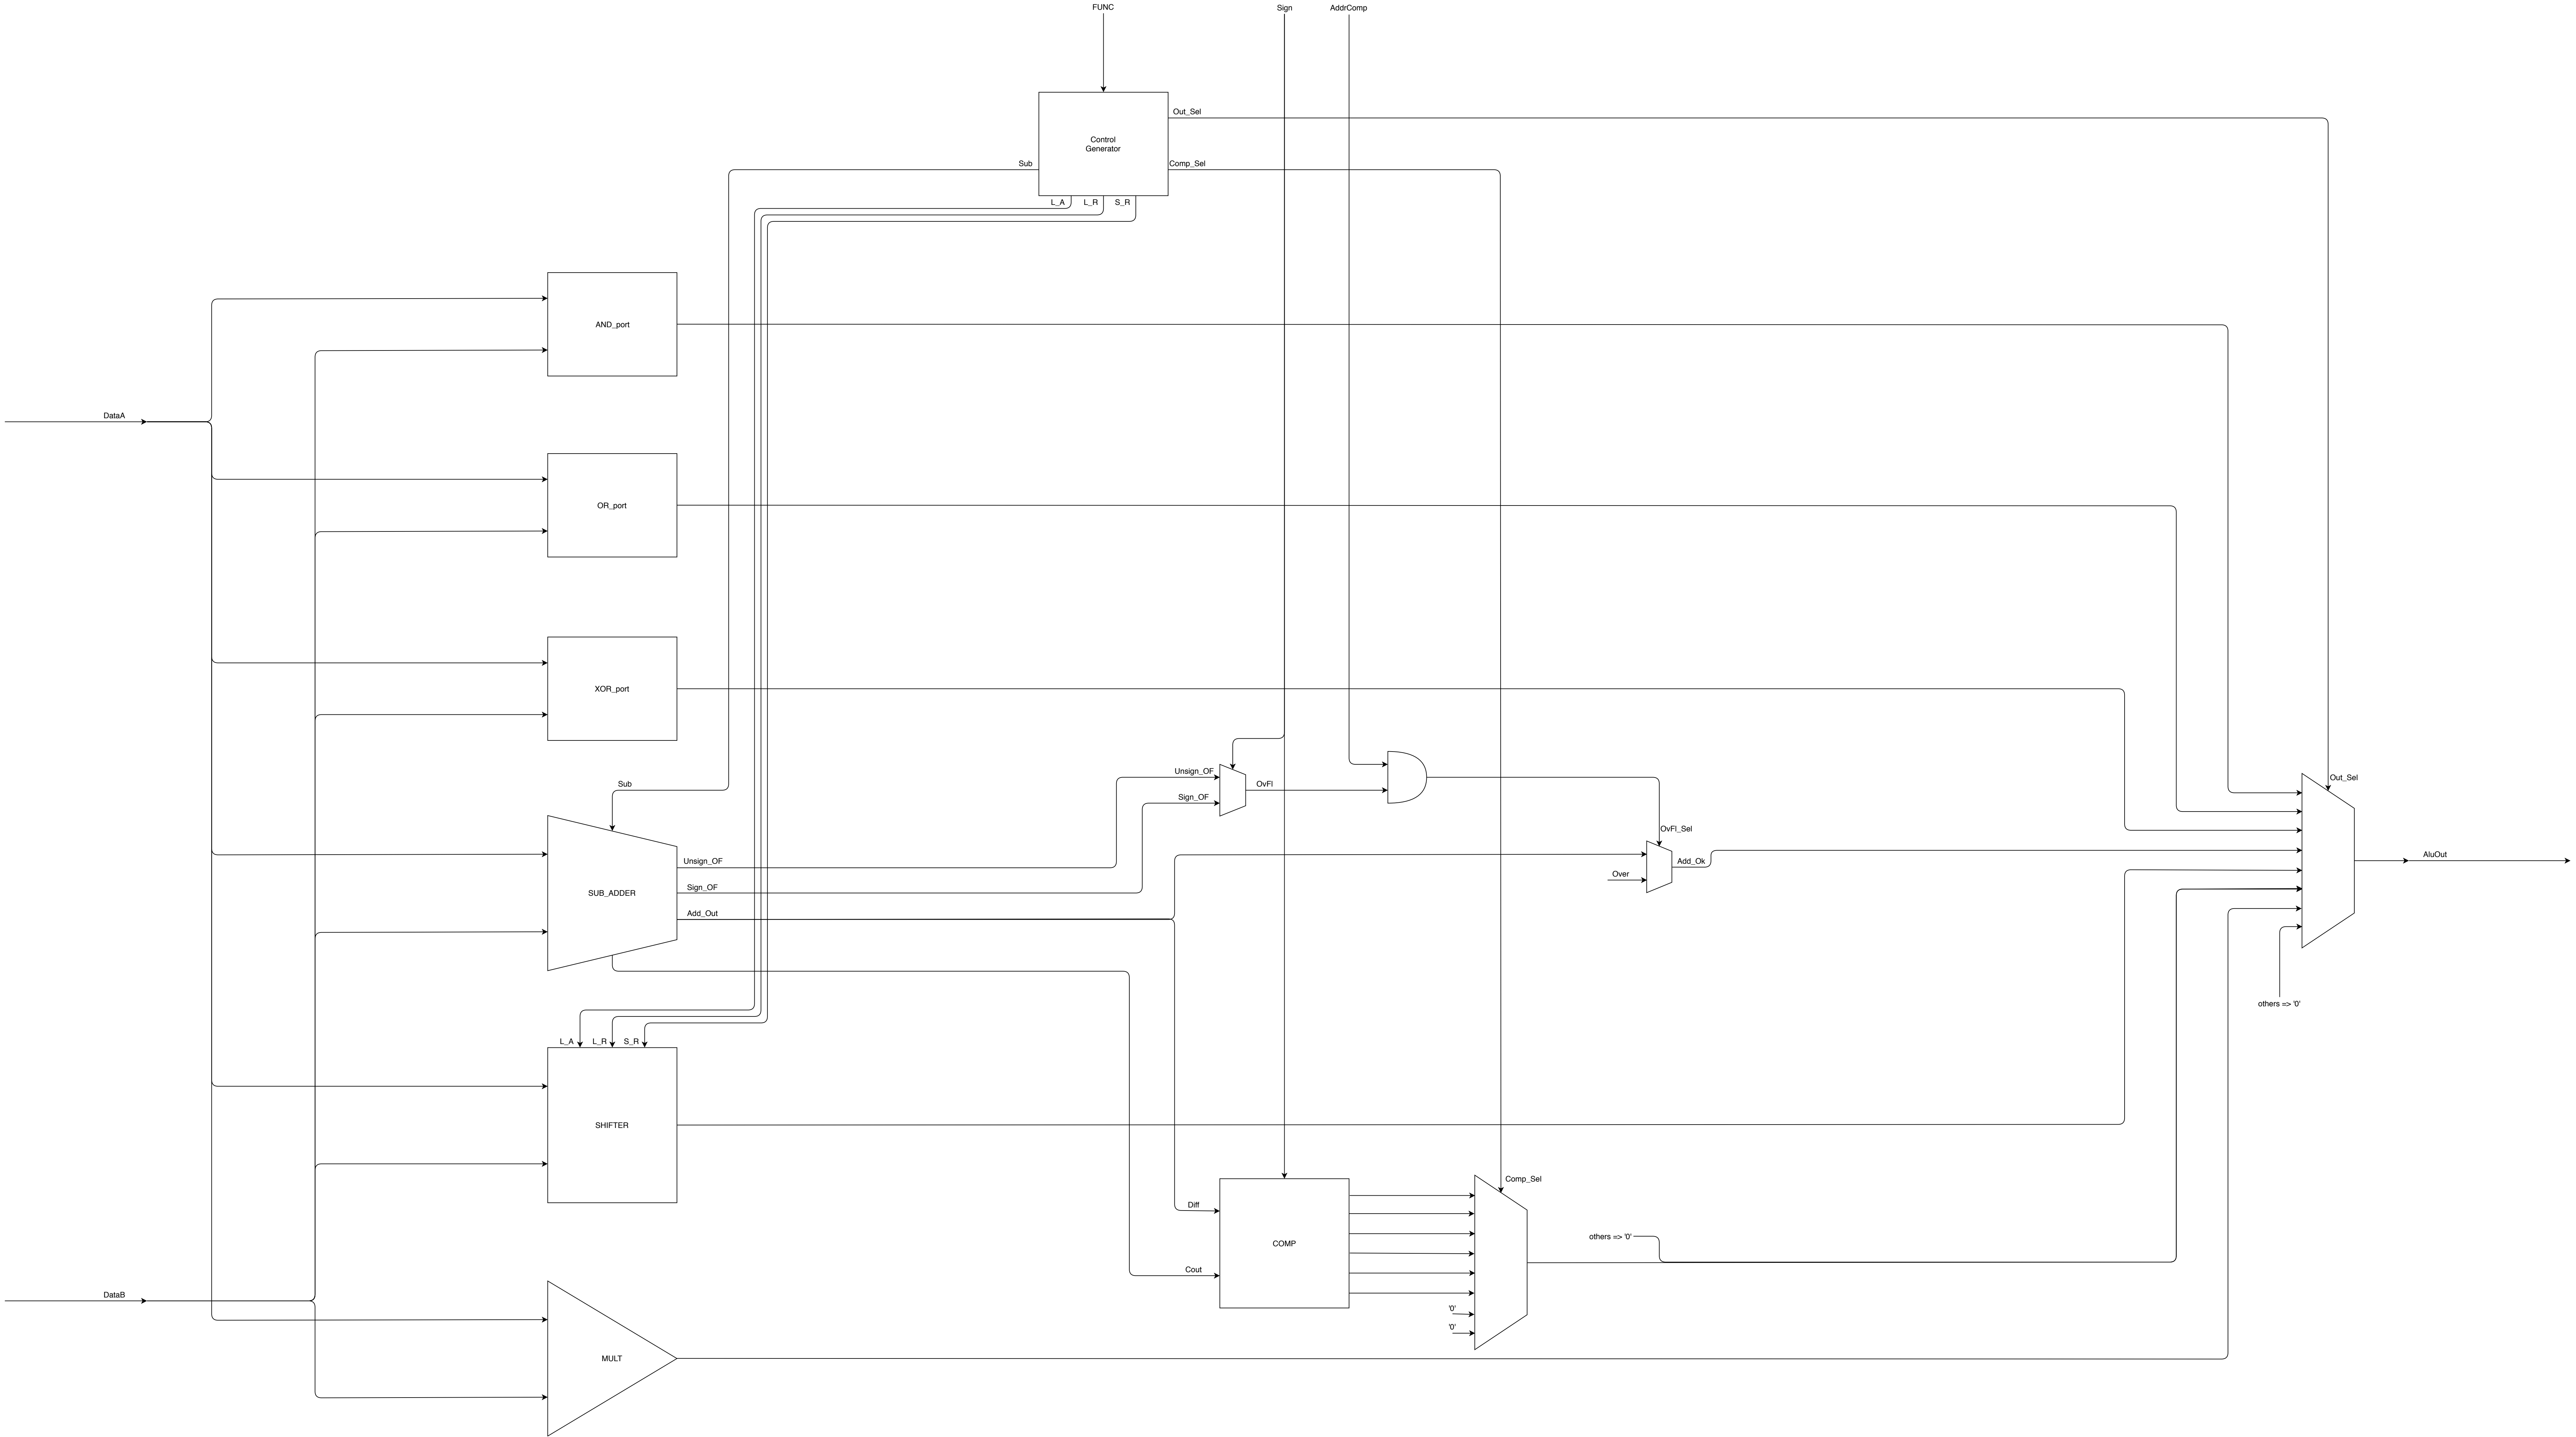 FUNC
Sign
AddrComp
Out_Sel
Control
Generator
Sub
Comp_Sel
L_A
L_R
S_R
AND_port
DataA
OR_port
XOR_port
Unsign_OF
Out_Sel
Sub
OvFl
Sign_OF
OvFl_Sel
AluOut
Unsign_OF
Add_Ok
Over
Sign_OF
SUB_ADDER
Add_Out
others => '0'
L_A
L_R
S_R
SHIFTER
Comp_Sel
Diff
others => '0'
COMP
Cout
DataB
'0'
'0'
MULT